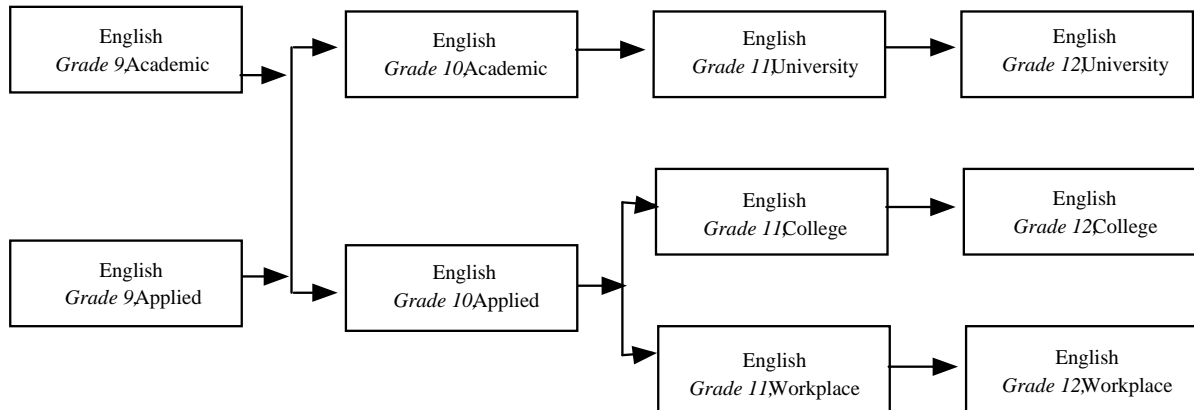 English
Grade 9,Academic
English
Grade 10,Academic
English
Grade 11,University
English
Grade 12,University
English
Grade 9,Applied
English
Grade 10,Applied
English
Grade 11,College
English
Grade 12,College
English
Grade 11,Workplace
English
Grade 12,Workplace